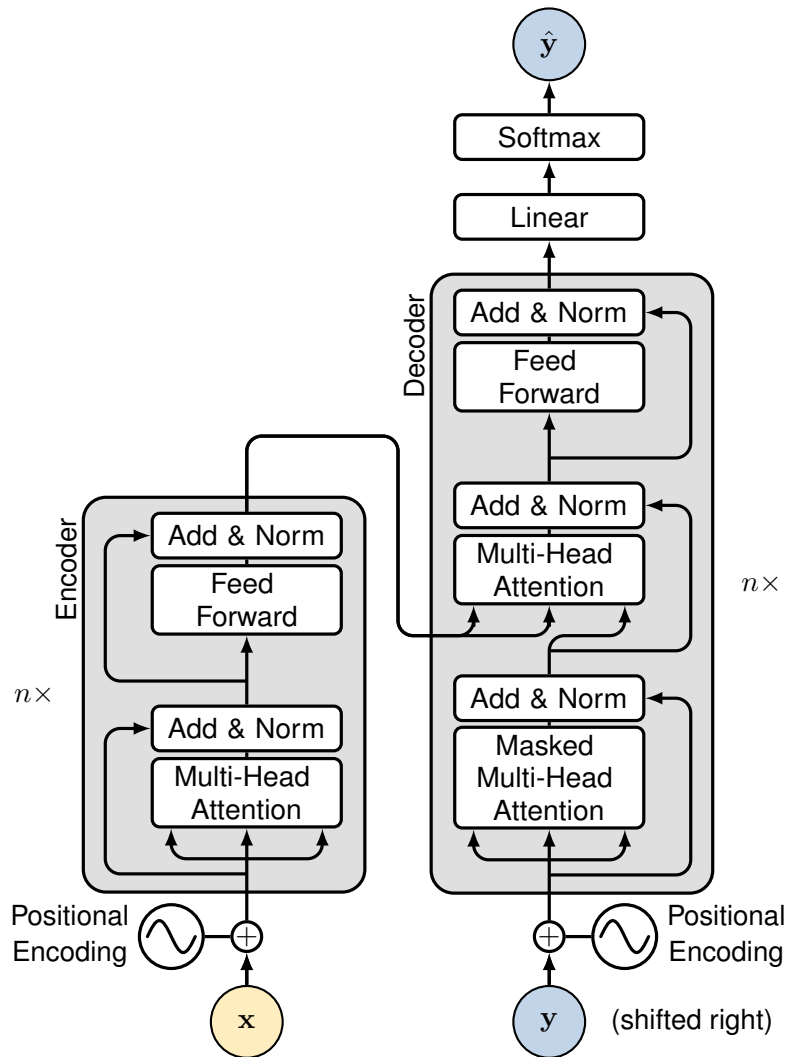 ŷ
Softmax
Linear
Decoder
Add & Norm
Feed
Forward
Add & Norm
Multi-Head
Attention
n×
Add & Norm
Masked
Multi-Head
Attention
Encoder
Add & Norm
Feed
Forward
n×
Add & Norm
Multi-Head
Attention
Positional
Encoding
+
+
Positional
Encoding
x
y
(shifted right)